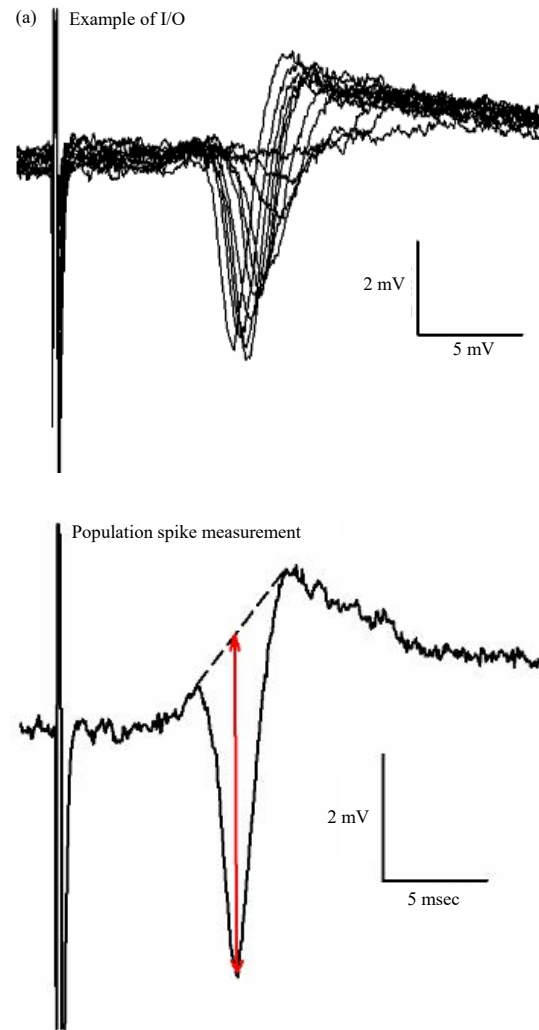 (a) Example of I/O
2 mV
5 mV
Population spike measurement
2 mV
5 msec